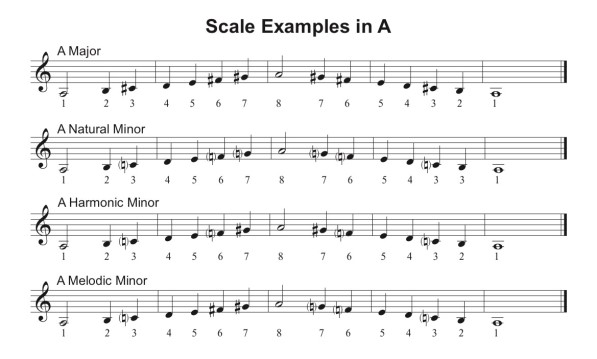 Scale Examples in A
A Major
1 2 3 4 5 6 7 8 7 6 5 4 3 2 1
A Natural Minor
1 2 3 4 5 6 7 8 7 6 5 4 3 3 1
A Harmonic Minor
1 2 3 4 5 6 7 8 7 6 5 4 3 2 1
A Melodic Minor
1 2 3 4 5 6 7 8 7 6 5 4 3 2 1